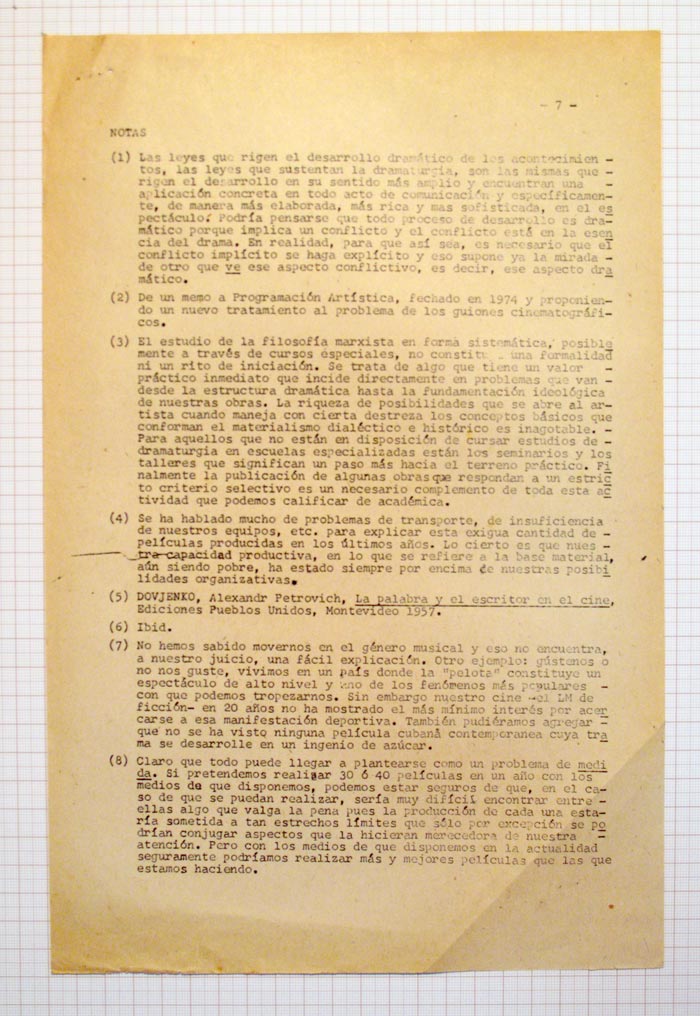 - 7 -
NOTAS
(1) Las leyes que rigen el desarrollo dramático de los acontecimien -
tos, las leyes que sustentan la dramaturgia, son las mismas que -
rigen el desarrollo en su sentido más amplio y encuentran una -
aplicación concreta en todo acto de comunicación y específicamen-
te, de manera más elaborada, más rica y mas sofisticada, en el es
pectáculo. Podría pensarse que todo proceso de desarrollo es dra-
mático porque implica un conflicto y el conflicto está en la esen
cia del drama. En realidad, para que así sea, es necesario que el
conflicto implícito se haga explícito y eso supone ya la mirada -
de otro que ve ese aspecto conflictivo, es decir, ese aspecto dra
mático.
(2) De un memo a Programación Artística, fechado en 1974 y proponien-
do un nuevo tratamiento al problema de los guiones cinematográfi-
cos.
(3) El estudio de la filosofía marxista en forma sistemática, posible
mente a través de cursos especiales, no constitu una formalidad
ni un rito de iniciación. Se trata de algo que tiene un valor -
práctico inmediato que incide directamente en problemas que van -
desde la estructura dramática hasta la fundamentación ideológica
de nuestras obras. La riqueza de posibilidades que se abre al ar-
tista cuando maneja con cierta destreza los conceptos básicos que
conforman el materialismo dialéctico e histórico es inagotable. -
Para aquellos que no están en disposición de cursar estudios de -
dramaturgia en escuelas especializadas están los seminarios y los
talleres que significan un paso más hacia el terreno práctico. Fi
nalmente la publicación de algunas obras que respondan a un estric
to criterio selectivo es un necesario complemento de toda esta ac
tividad que podemos calificar de académica.
(4) Se ha hablado mucho de problemas de transporte, de insuficiencia
de nuestros equipos, etc. para explicar esta exigua cantidad de -
películas producidas en los últimos años. Lo cierto es que nues -
tra capacidad productiva, en lo que se refiere a la base material,
aún siendo pobre, ha estado siempre por encima de nuestras posibi
lidades organizativas.
(5) DOVJENKO, Alexandr Petrovich, La palabra y el escritor en el cine,
Ediciones Pueblos Unidos, Montevideo 1957.
(6) Ibid.
(7) No hemos sabido movernos en el género musical y eso no encuentra,
a nuestro juicio, una fácil explicación. Otro ejemplo: gústenos o
no nos guste, vivimos en un país donde la "pelota" constituye un
espectáculo de alto nivel y uno de los fenómenos más populares -
con que podemos tropezarnos. Sin embargo nuestro cine -el LM de
ficción- en 20 años no ha mostrado el más mínimo interés por acer
carse a esa manifestación deportiva. También pudiéramos agregar -
que no se ha visto ninguna película cubana contemporanea cuya tra
ma se desarrolle en un ingenio de azúcar.
(8) Claro que todo puede llegar a plantearse como un problema de medi
da. Si pretendemos realizar 30 ó 40 películas en un año con los
medios de que disponemos, podemos estar seguros de que, en el ca-
so de que se puedan realizar, sería muy difícil encontrar entre -
ellas algo que valga la pena pues la producción de cada una esta-
ría sometida a tan estrechos límites que sólo por excepción se po
drían conjugar aspectos que la hicieran merecedora de nuestra -
atención. Pero con los medios de que disponemos en la actualidad
seguramente podríamos realizar más y mejores películas que las que
estamos haciendo.